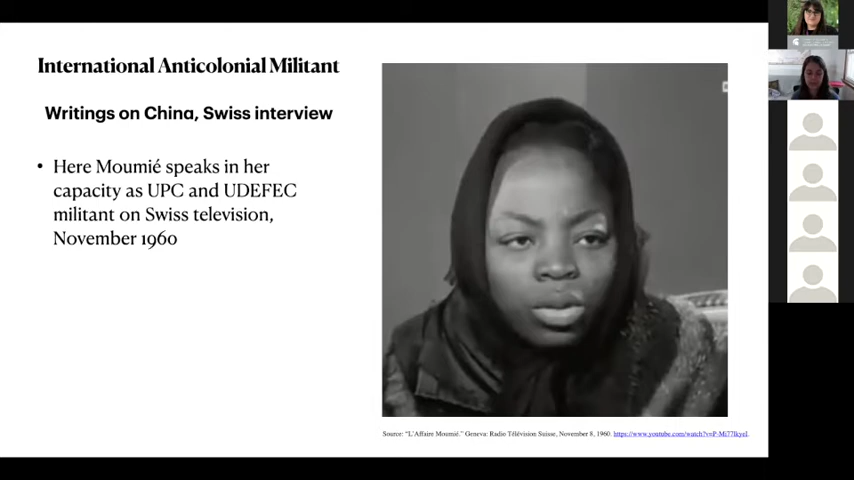 International Anticolonial Militant
Writings on China, Swiss interview
• Here Moumié speaks in her
capacity as UPC and UDEFEC
militant on Swiss television,
November 1960
Source: "L'Affaire Moumié." Geneva: Radio Télévision Suisse, November 8, 1960.